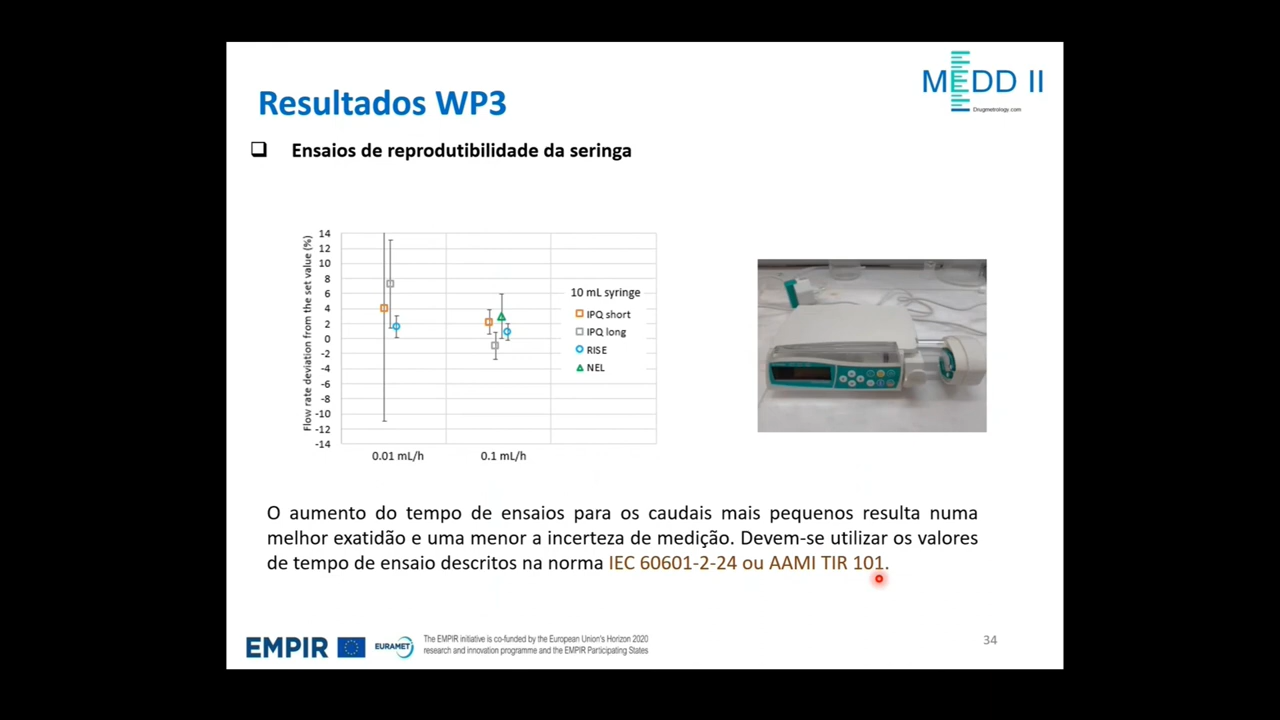 MEDD II
Drugmetrology.com
Resultados WP3
❑ Ensaios de reprodutibilidade da seringa
Flow rate deviation from the set value (%)
14
12
10
8
6
4
2
0
-2
-4
-6
-8
-10
-12
-14
0.01 mL/h
0.1 mL/h
10 mL syringe
IPQ short
IPQ long
RISE
NEL
O aumento do tempo de ensaios para os caudais mais pequenos resulta numa
melhor exatidão e uma menor a incerteza de medição. Devem-se utilizar os valores
de tempo de ensaio descritos na norma IEC 60601-2-24 ou AAMI TIR 101.
EMPIR
EURAMET
The EMPIR initiative is co-funded by the European Union's Horizon 2020
research and innovation programme and the EMPIR Participating States
34